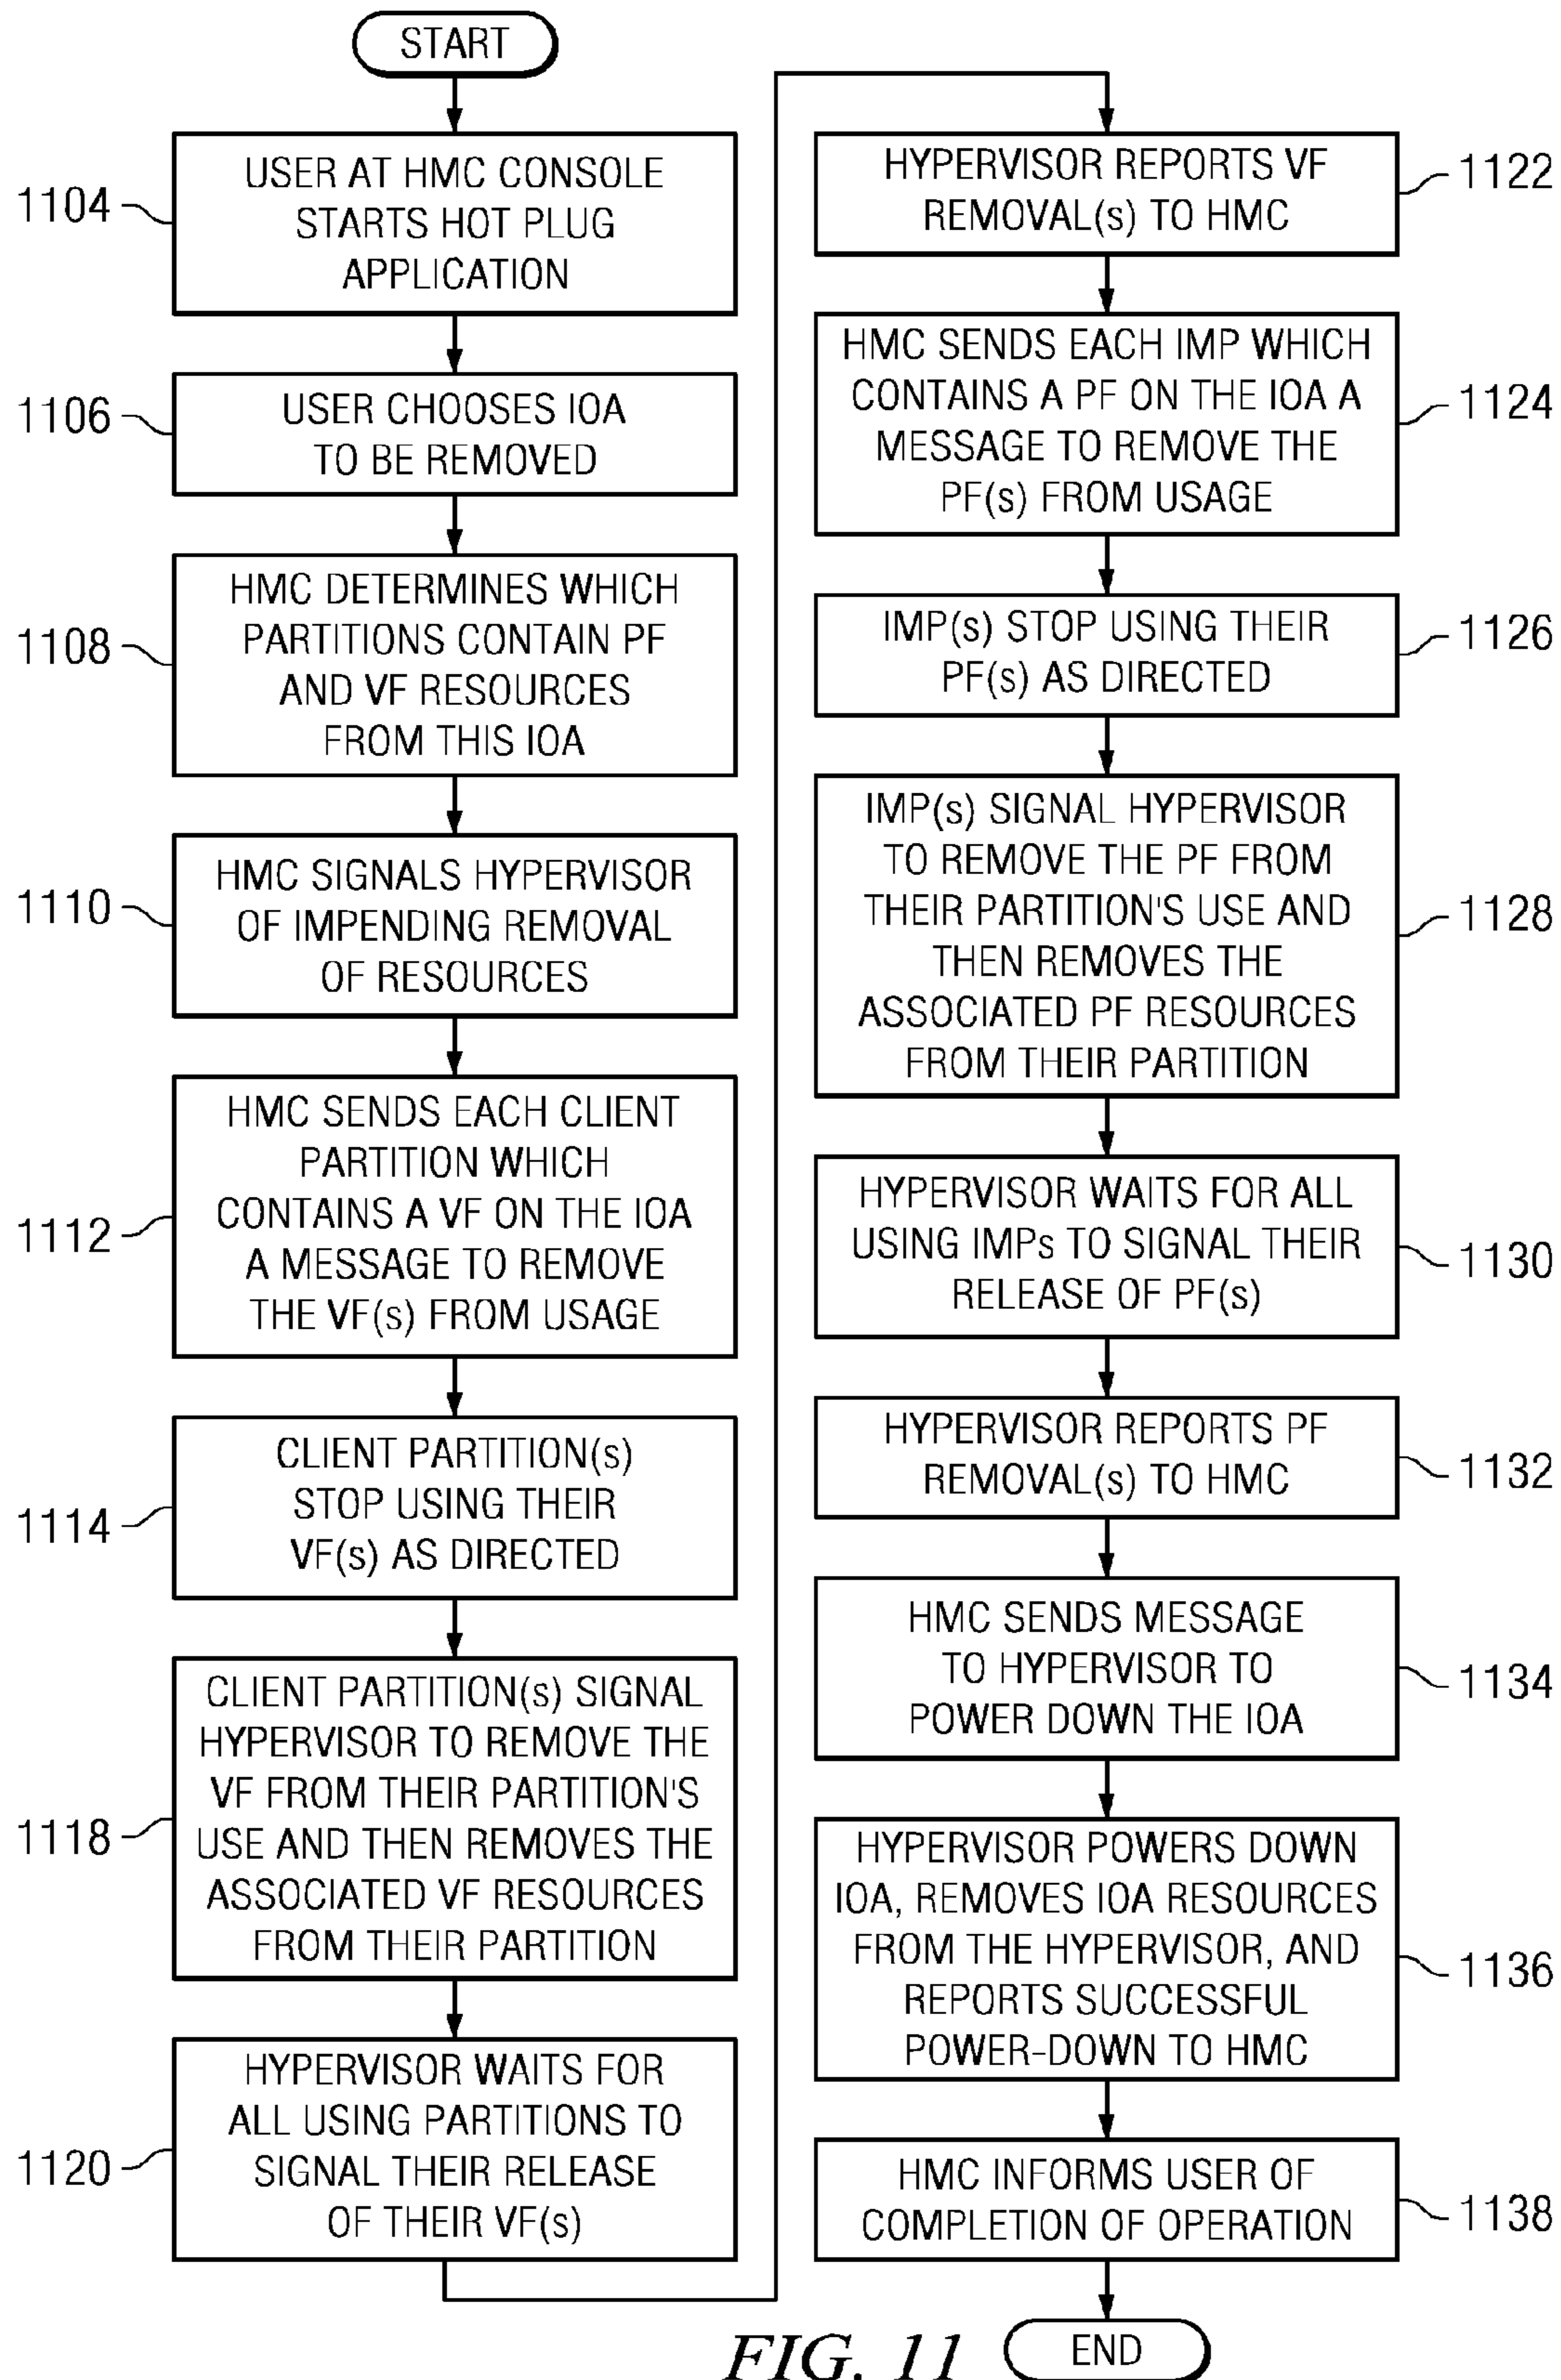 START
1104
USER AT HMC CONSOLE
STARTS HOT PLUG
APPLICATION
1106
USER CHOOSES IOA
TO BE REMOVED
1108
HMC DETERMINES WHICH
PARTITIONS CONTAIN PF
AND VF RESOURCES
FROM THIS IOA
1110
HMC SIGNALS HYPERVISOR
OF IMPENDING REMOVAL
OF RESOURCES
1112
HMC SENDS EACH CLIENT
PARTITION WHICH
CONTAINS A VF ON THE IOA
A MESSAGE TO REMOVE
THE VF(s) FROM USAGE
1114
CLIENT PARTITION(s)
STOP USING THEIR
VF(s) AS DIRECTED
1118
CLIENT PARTITION(s) SIGNAL
HYPERVISOR TO REMOVE THE
VF FROM THEIR PARTITION'S
USE AND THEN REMOVES THE
ASSOCIATED VF RESOURCES
FROM THEIR PARTITION
1120
HYPERVISOR WAITS FOR
ALL USING PARTITIONS TO
SIGNAL THEIR RELEASE
OF THEIR VF(s)
HYPERVISOR REPORTS VF
REMOVAL(s) TO HMC
1122
HMC SENDS EACH IMP WHICH
CONTAINS A PF ON THE IOA A
MESSAGE TO REMOVE THE
PF(s) FROM USAGE
1124
IMP(s) STOP USING THEIR
PF(s) AS DIRECTED
1126
IMP(s) SIGNAL HYPERVISOR
TO REMOVE THE PF FROM
THEIR PARTITION'S USE AND
THEN REMOVES THE
ASSOCIATED PF RESOURCES
FROM THEIR PARTITION
1128
HYPERVISOR WAITS FOR ALL
USING IMPs TO SIGNAL THEIR
RELEASE OF PF(s)
1130
HYPERVISOR REPORTS PF
REMOVAL(s) TO HMC
1132
HMC SENDS MESSAGE
TO HYPERVISOR TO
POWER DOWN THE IOA
1134
HYPERVISOR POWERS DOWN
IOA, REMOVES IOA RESOURCES
FROM THE HYPERVISOR, AND
REPORTS SUCCESSFUL
POWER-DOWN TO HMC
1136
HMC INFORMS USER OF
COMPLETION OF OPERATION
1138
END
FIG. 11